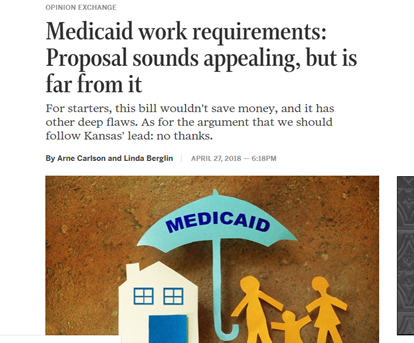 OPINION EXCHANGE
Medicaid work requirements:
Proposal sounds appealing, but is
far from it
For starters, this bill wouldn't save money, and it has
other deep flaws. As for the argument that we should
follow Kansas' lead: no thanks.
By Arne Carlson and Linda Berglin | APRIL 27, 2018 — 6:18PM
MEDICAID